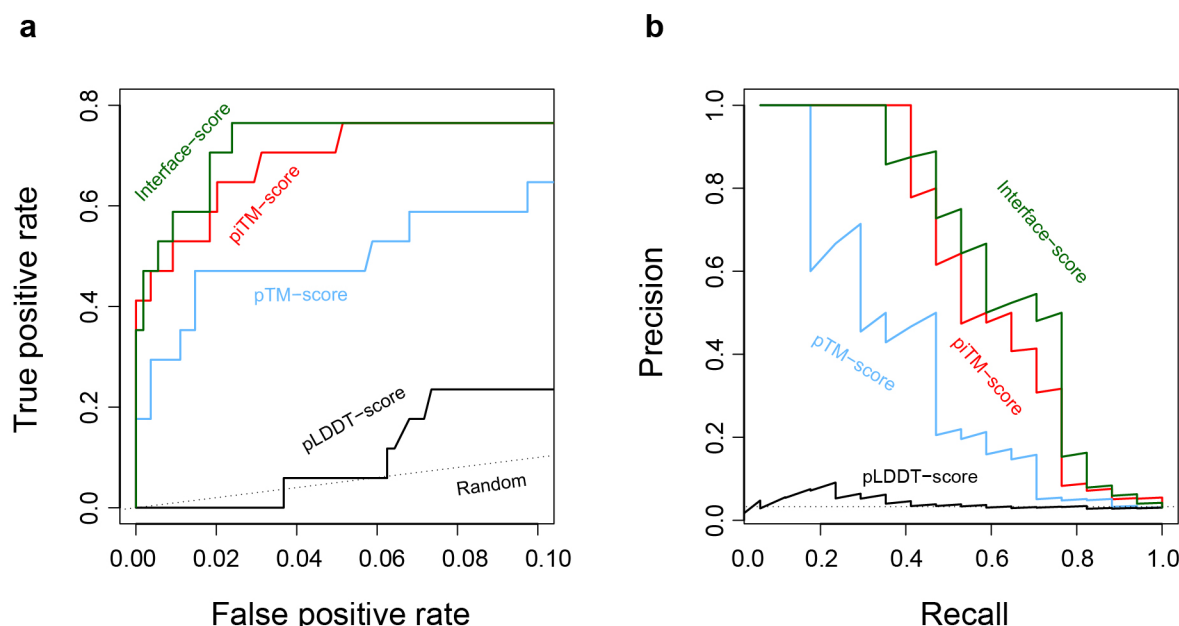 a
True positive rate
0.8
0.6
0.4
0.2
0.0
Interface−score
piTM−score
pTM−score
pLDDT−score
Random
0.00 0.02 0.04 0.06 0.08 0.10
False positive rate
b
Precision
1.0
0.8
0.6
0.4
0.2
0.0
Interface−score
piTM−score
pTM−score
pLDDT−score
0.0 0.2 0.4 0.6 0.8 1.0
Recall